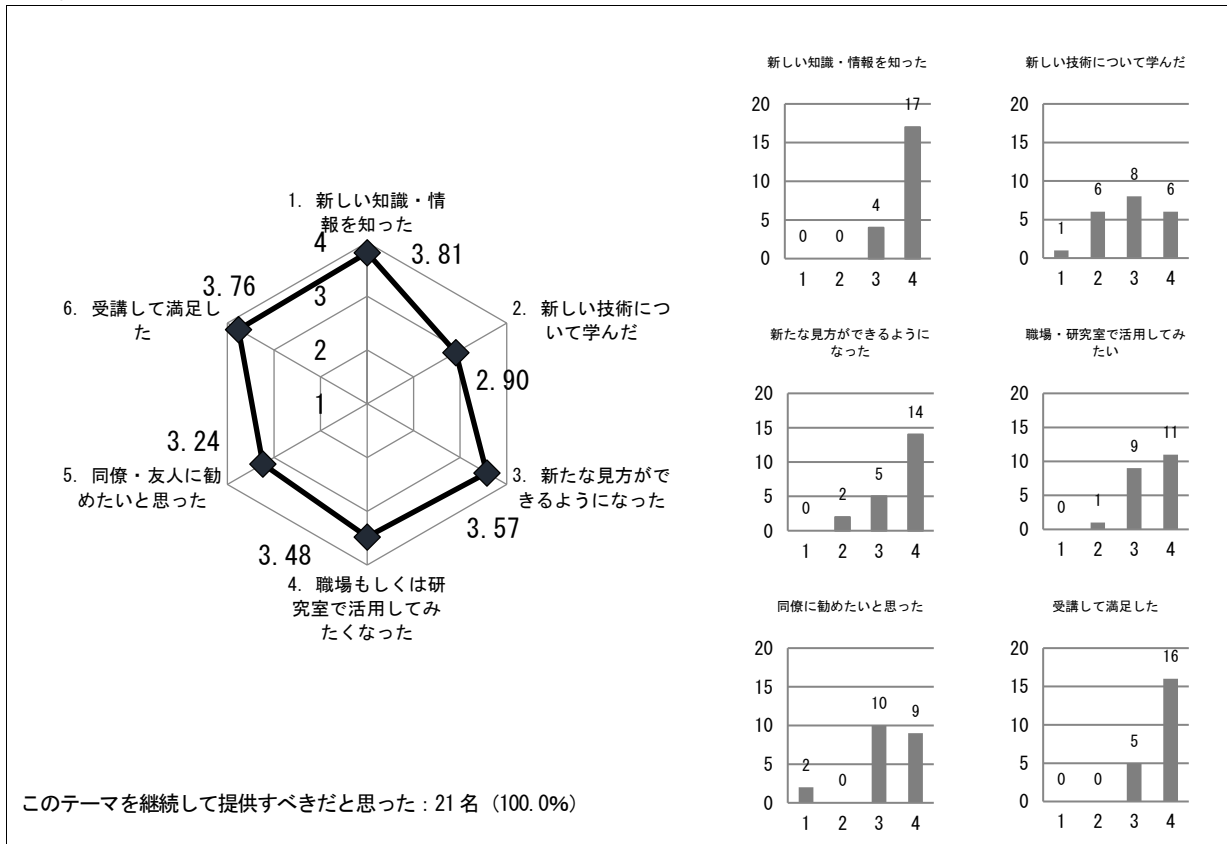 1. 新しい知識・情
報を知った
4
3.81
3.76
6. 受講して満足し
た
3
2. 新しい技術につ
いて学んだ
2
2.90
1
3.24
5. 同僚・友人に勧
めたいと思った
3. 新たな見方がで
きるようになった
3.57
3.48
4. 職場もしくは研
究室で活用してみ
たくなった
このテーマを継続して提供すべきだと思った：21 名 (100.0%)
新しい知識・情報を知った
20
15
10
5
0
0 0 4 17
1 2 3 4
新しい技術について学んだ
20
15
10
5
0
1 6 8 6
1 2 3 4
新たな見方ができるように
なった
20
15
10
5
0
0 2 5 14
1 2 3 4
職場・研究室で活用してみ
たい
20
15
10
5
0
0 1 9 11
1 2 3 4
同僚に勧めたいと思った
20
15
10
5
0
2 0 10 9
1 2 3 4
受講して満足した
20
15
10
5
0
0 0 5 16
1 2 3 4